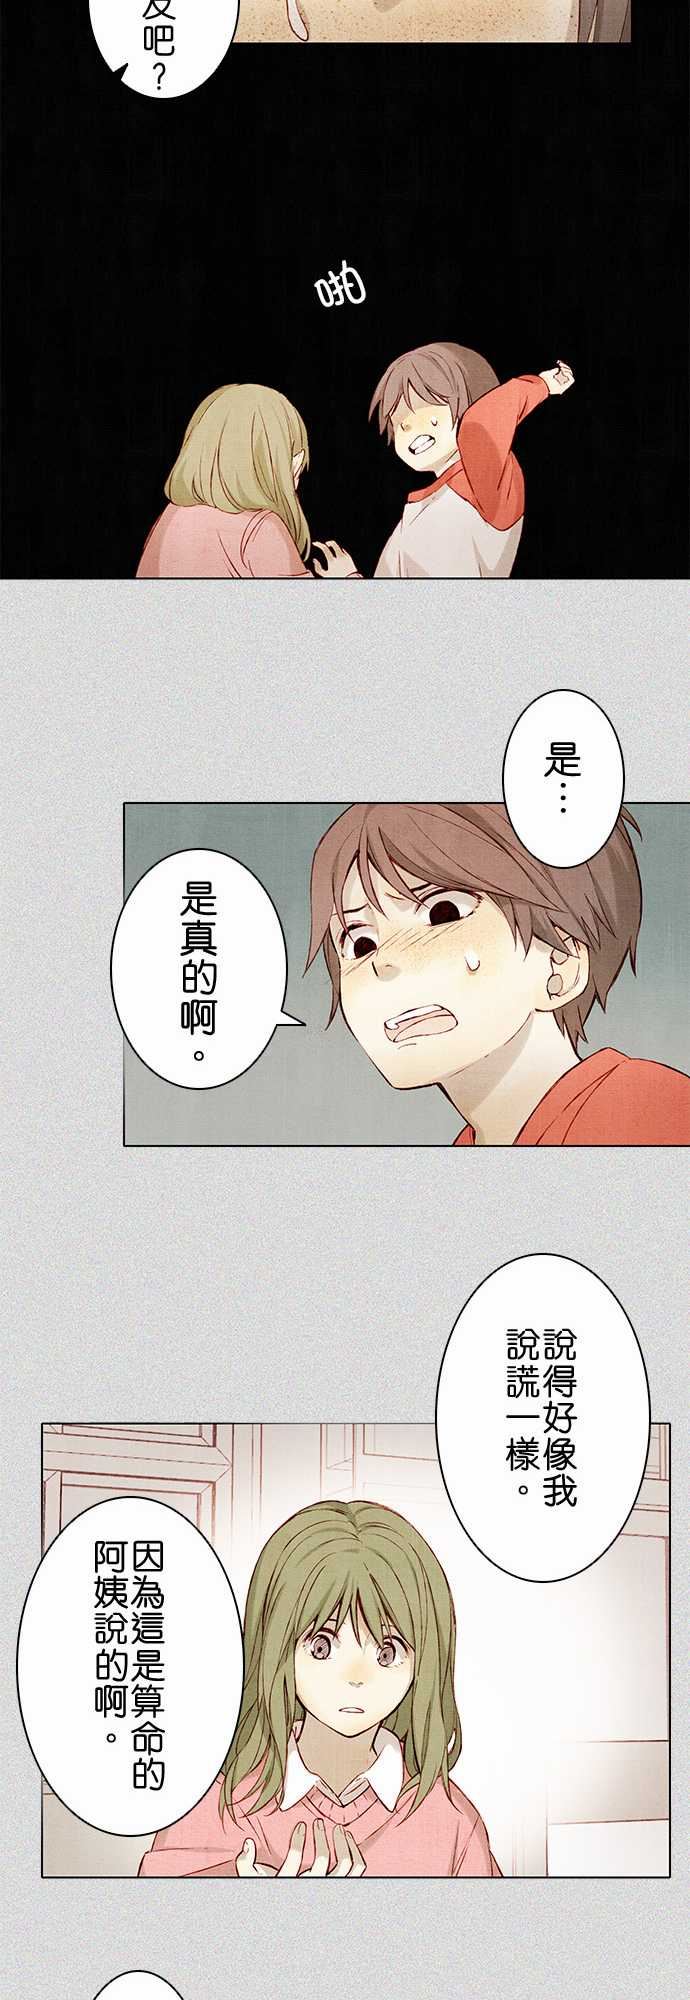 友吧？
啪
是…
是真的啊。
說得好像我
說謊一樣。
因為這是算命的
阿姨說的啊。